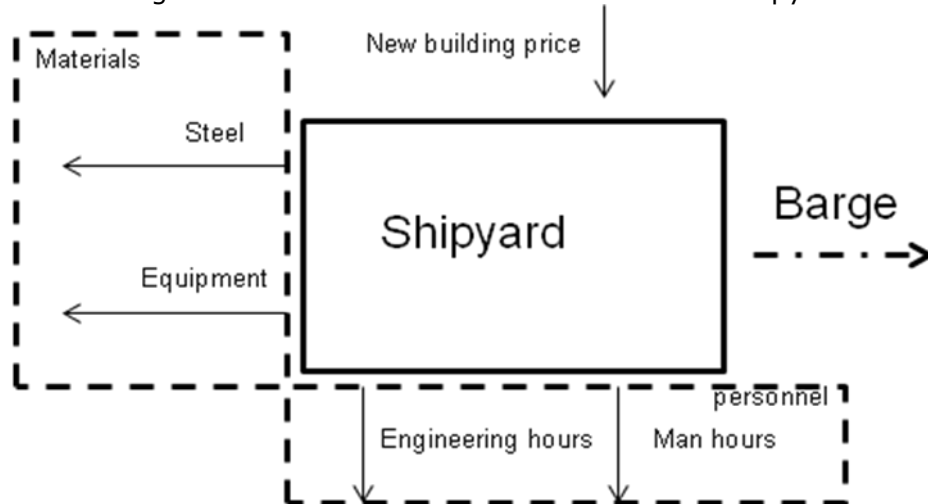 New building price
Materials
Steel
Shipyard
Barge
Equipment
personnel
Engineering hours
Man hours